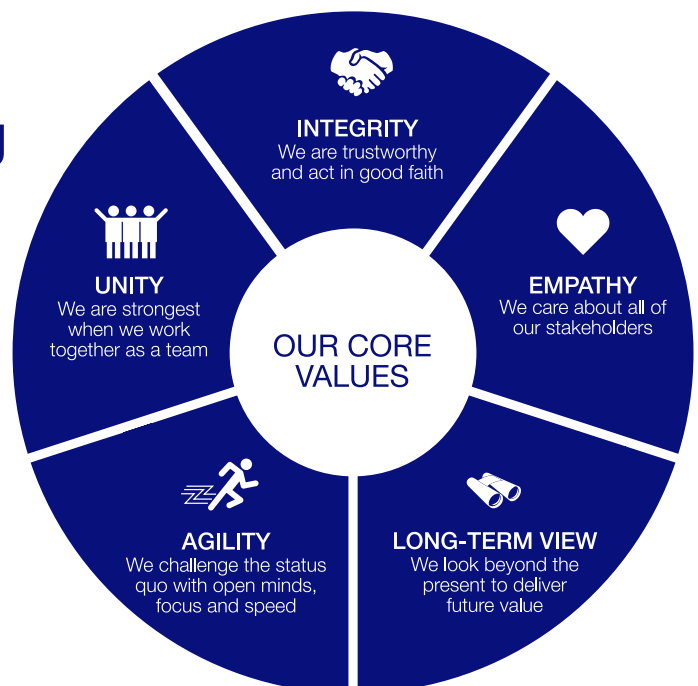 INTEGRITY
We are trustworthy
and act in good faith
EMPATHY
We care about all of
our stakeholders
LONG-TERM VIEW
We look beyond the
present to deliver
future value
AGILITY
We challenge the status
quo with open minds,
focus and speed
UNITY
We are strongest
when we work
together as a team
OUR CORE
VALUES